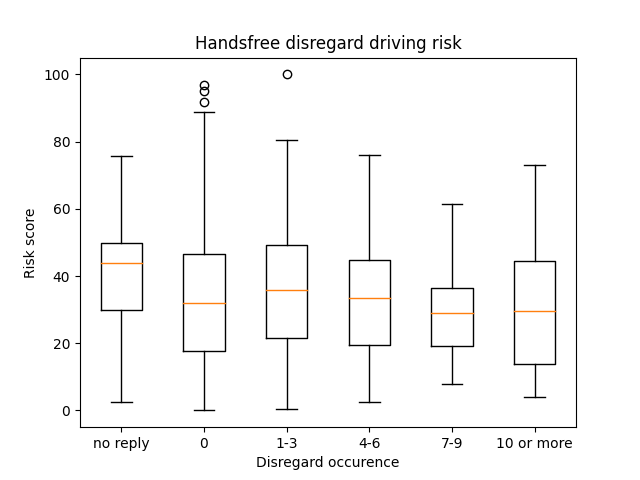 Handsfree disregard driving risk
Risk score
100
80
60
40
20
0
no reply 0 1-3 4-6 7-9 10 or more
Disregard occurence